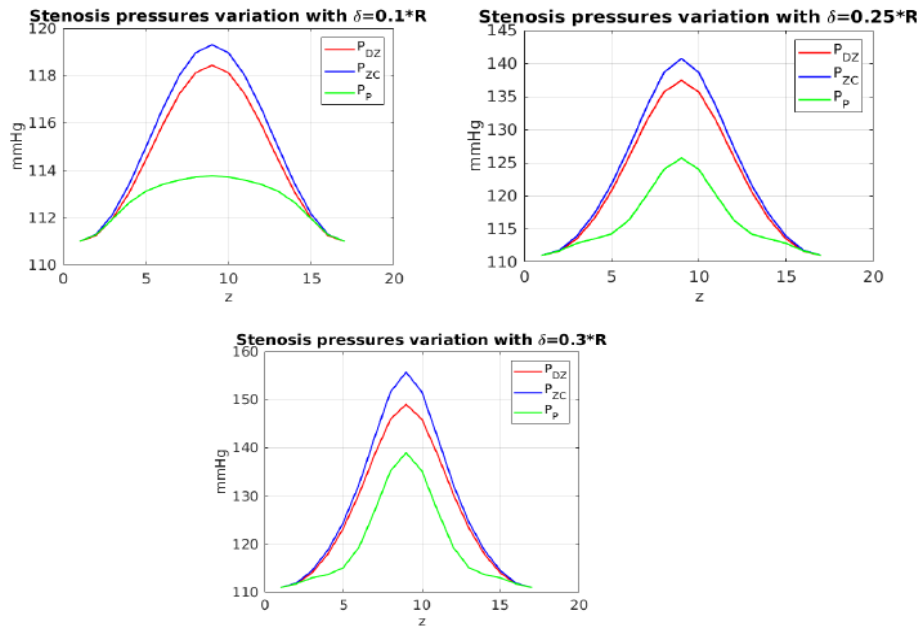 Stenosis pressures variation with δ=0.1*R
120
118
116
114
112
110
mmHg
0 5 10 15 20
z
P_DZ
P_ZC
P_P
Stenosis pressures variation with δ=0.25*R
145
140
135
130
125
120
115
110
mmHg
0 5 10 15 20
z
P_DZ
P_ZC
P_P
Stenosis pressures variation with δ=0.3*R
160
150
140
130
120
110
mmHg
0 5 10 15 20
z
P_DZ
P_ZC
P_P